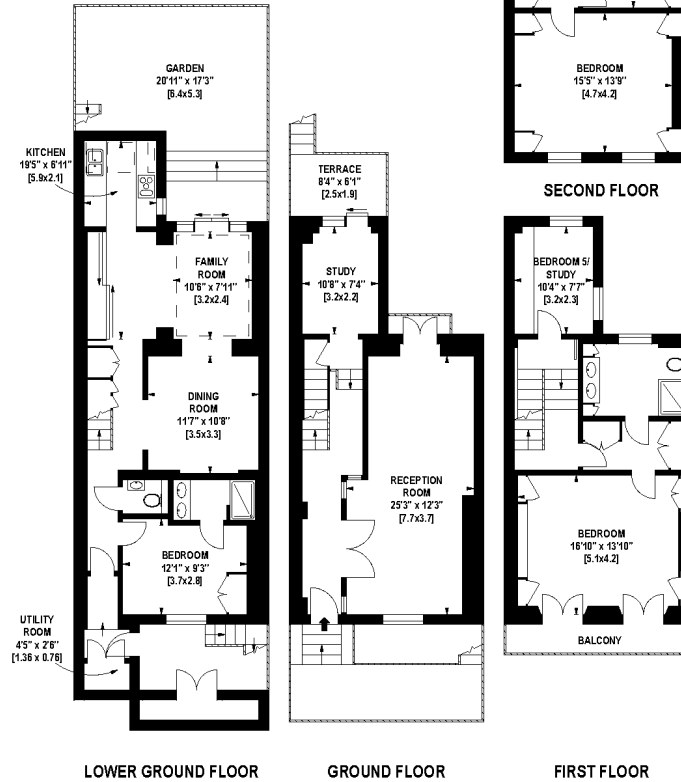 GARDEN
20'11" x 17'3"
[6.4x5.3]
KITCHEN
19'5" x 6'11"
[5.9x2.1]
FAMILY
ROOM
10'6" x 7'11"
[3.2x2.4]
DINING
ROOM
11'7" x 10'8"
[3.5x3.3]
BEDROOM
12'1" x 9'3"
[3.7x2.8]
UTILITY
ROOM
4'5" x 2'6"
[1.36 x 0.76]
LOWER GROUND FLOOR
TERRACE
8'4" x 6'1"
[2.5x1.9]
STUDY
10'8" x 7'4"
[3.2x2.2]
RECEPTION
ROOM
25'3" x 12'3"
[7.7x3.7]
GROUND FLOOR
BEDROOM
15'5" x 13'9"
[4.7x4.2]
SECOND FLOOR
BEDROOM 5/
STUDY
10'4" x 7'7"
[3.2x2.3]
BEDROOM
16'10" x 13'10"
[5.1x4.2]
BALCONY
FIRST FLOOR